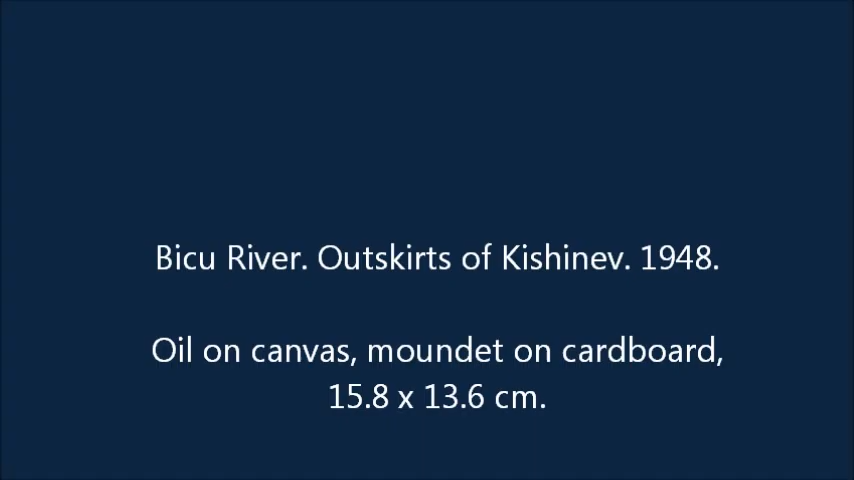 Bicu River. Outskirts of Kishinev. 1948.
Oil on canvas, moundet on cardboard,
15.8 x 13.6 cm.